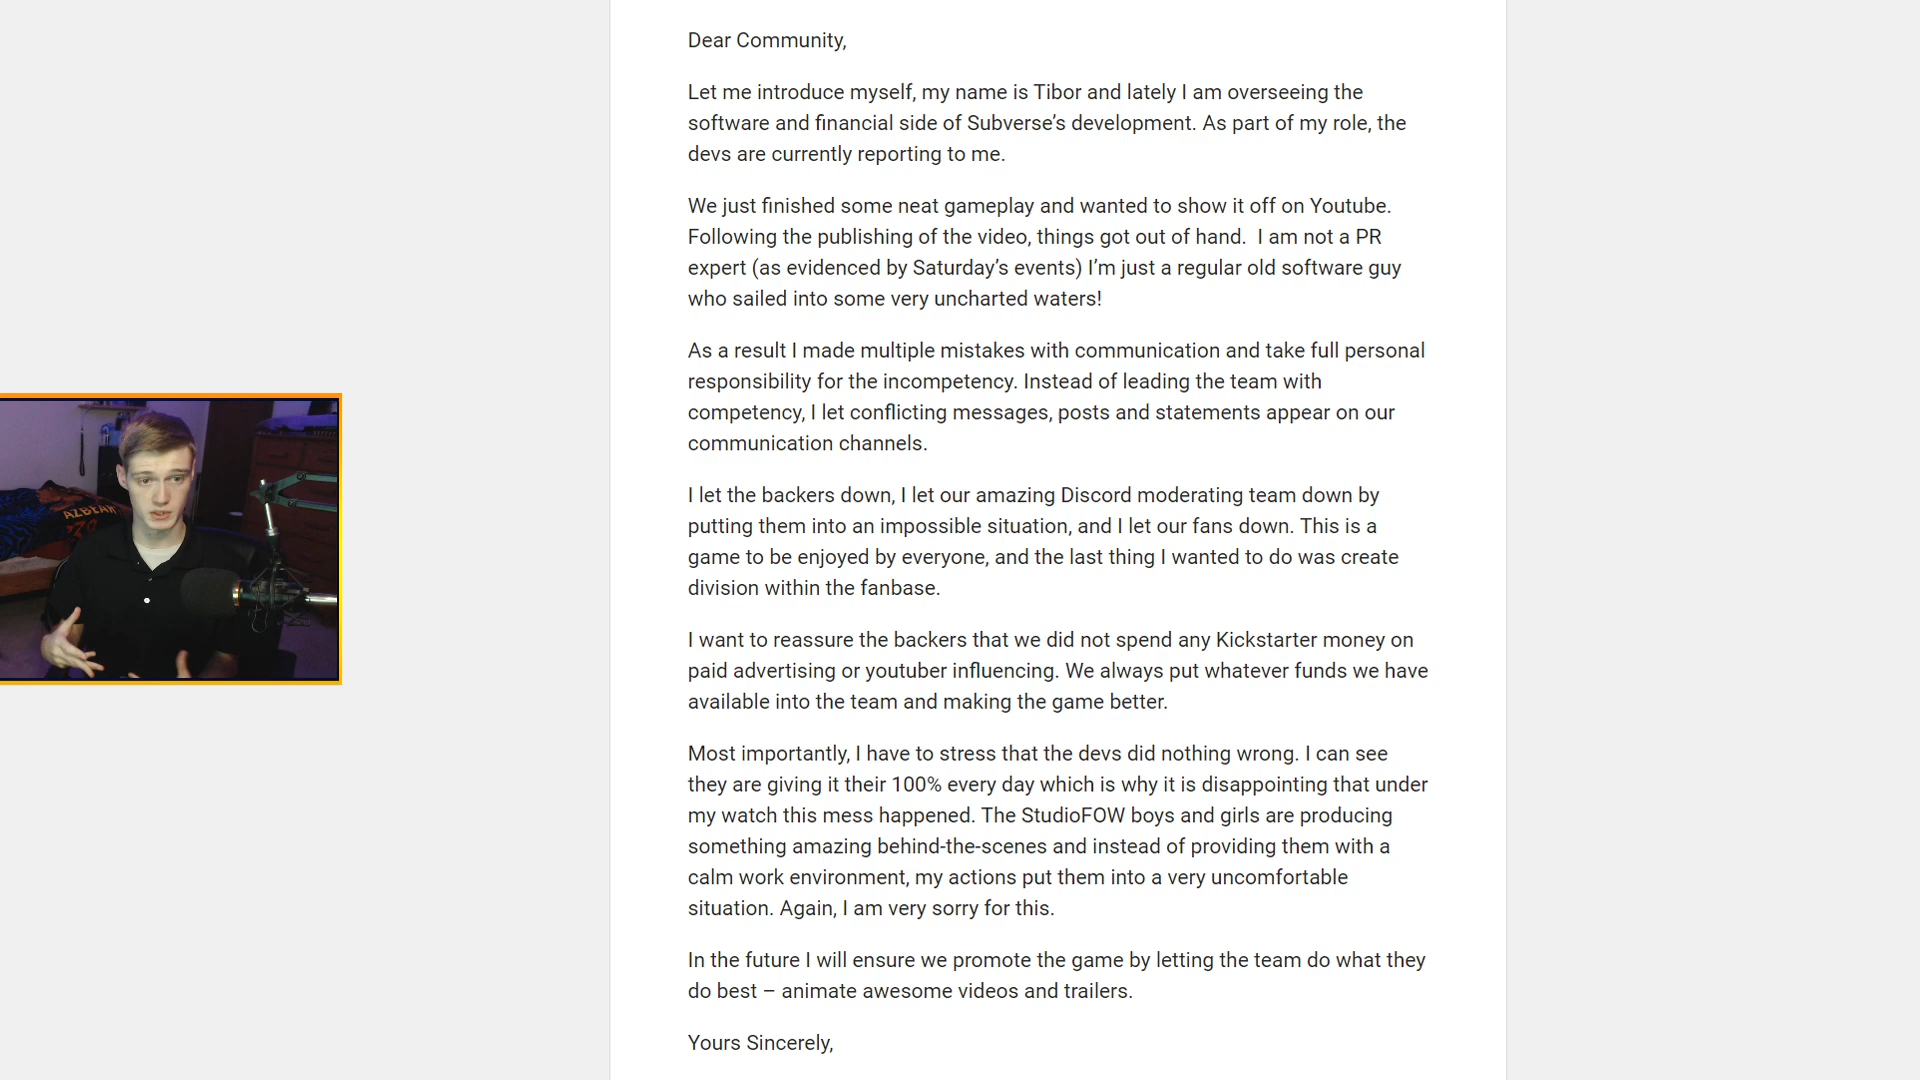 Dear Community,
Let me introduce myself, my name is Tibor and lately I am overseeing the
software and financial side of Subverse’s development. As part of my role, the
devs are currently reporting to me.
We just finished some neat gameplay and wanted to show it off on Youtube.
Following the publishing of the video, things got out of hand.  I am not a PR
expert (as evidenced by Saturday’s events) I’m just a regular old software guy
who sailed into some very uncharted waters!
As a result I made multiple mistakes with communication and take full personal
responsibility for the incompetency. Instead of leading the team with
competency, I let conflicting messages, posts and statements appear on our
communication channels.
I let the backers down, I let our amazing Discord moderating team down by
putting them into an impossible situation, and I let our fans down. This is a
game to be enjoyed by everyone, and the last thing I wanted to do was create
division within the fanbase.
I want to reassure the backers that we did not spend any Kickstarter money on
paid advertising or youtuber influencing. We always put whatever funds we have
available into the team and making the game better.
Most importantly, I have to stress that the devs did nothing wrong. I can see
they are giving it their 100% every day which is why it is disappointing that under
my watch this mess happened. The StudioFOW boys and girls are producing
something amazing behind-the-scenes and instead of providing them with a
calm work environment, my actions put them into a very uncomfortable
situation. Again, I am very sorry for this.
In the future I will ensure we promote the game by letting the team do what they
do best – animate awesome videos and trailers.
Yours Sincerely,